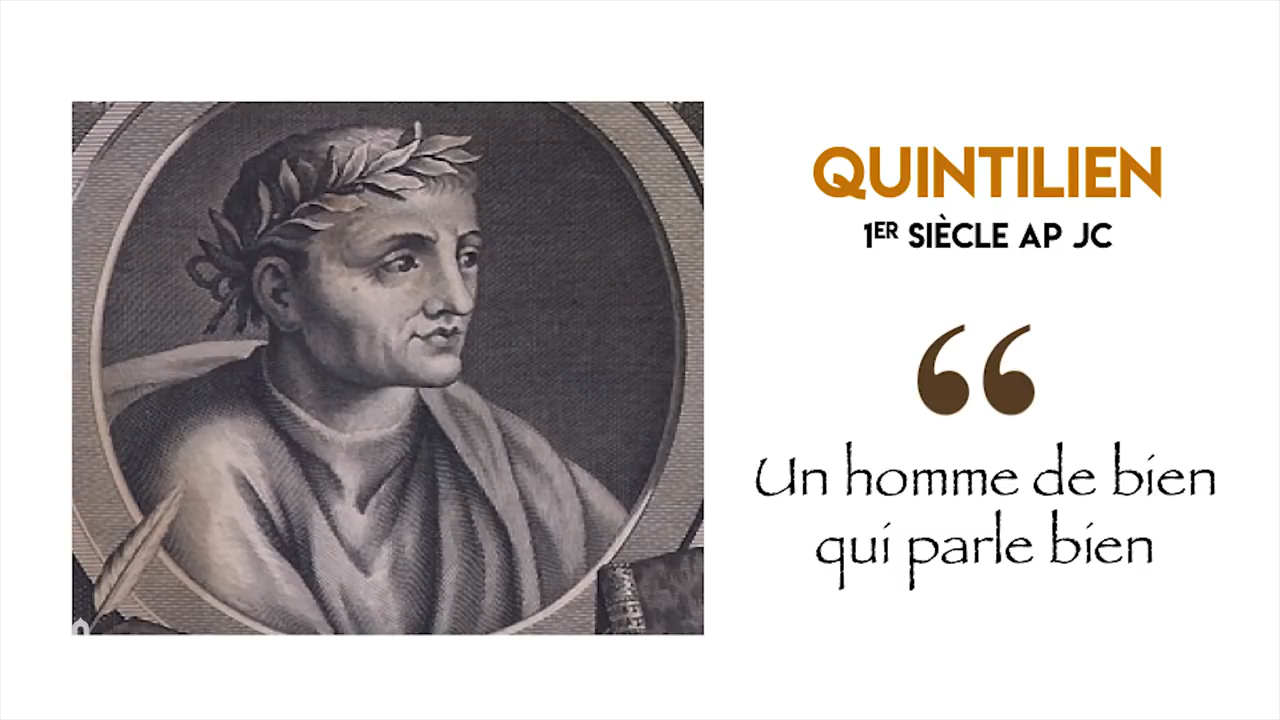 QUINTILIEN
1ER SIÈCLE AP JC
“
Un homme de bien
qui parle bien